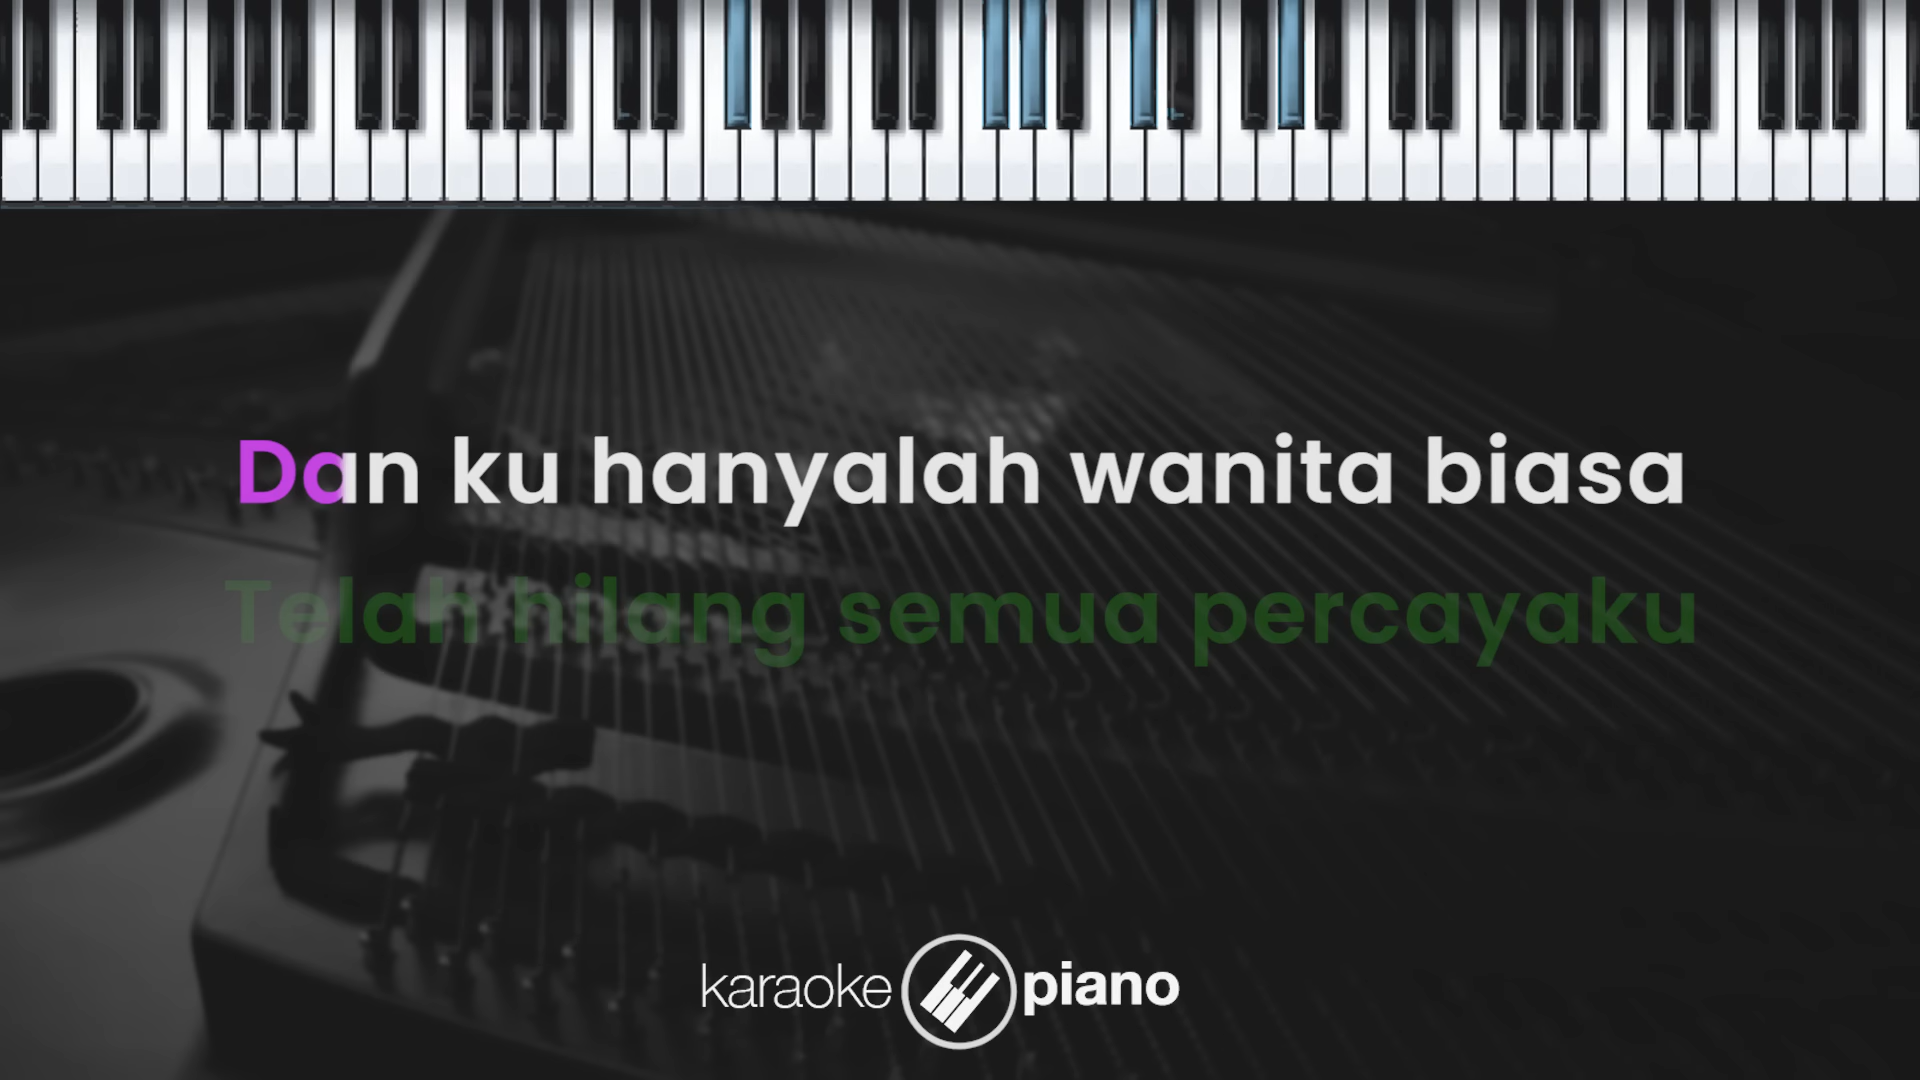 Dan ku hanyalah wanita biasa
Telah hilang semua percayaku
karaoke piano